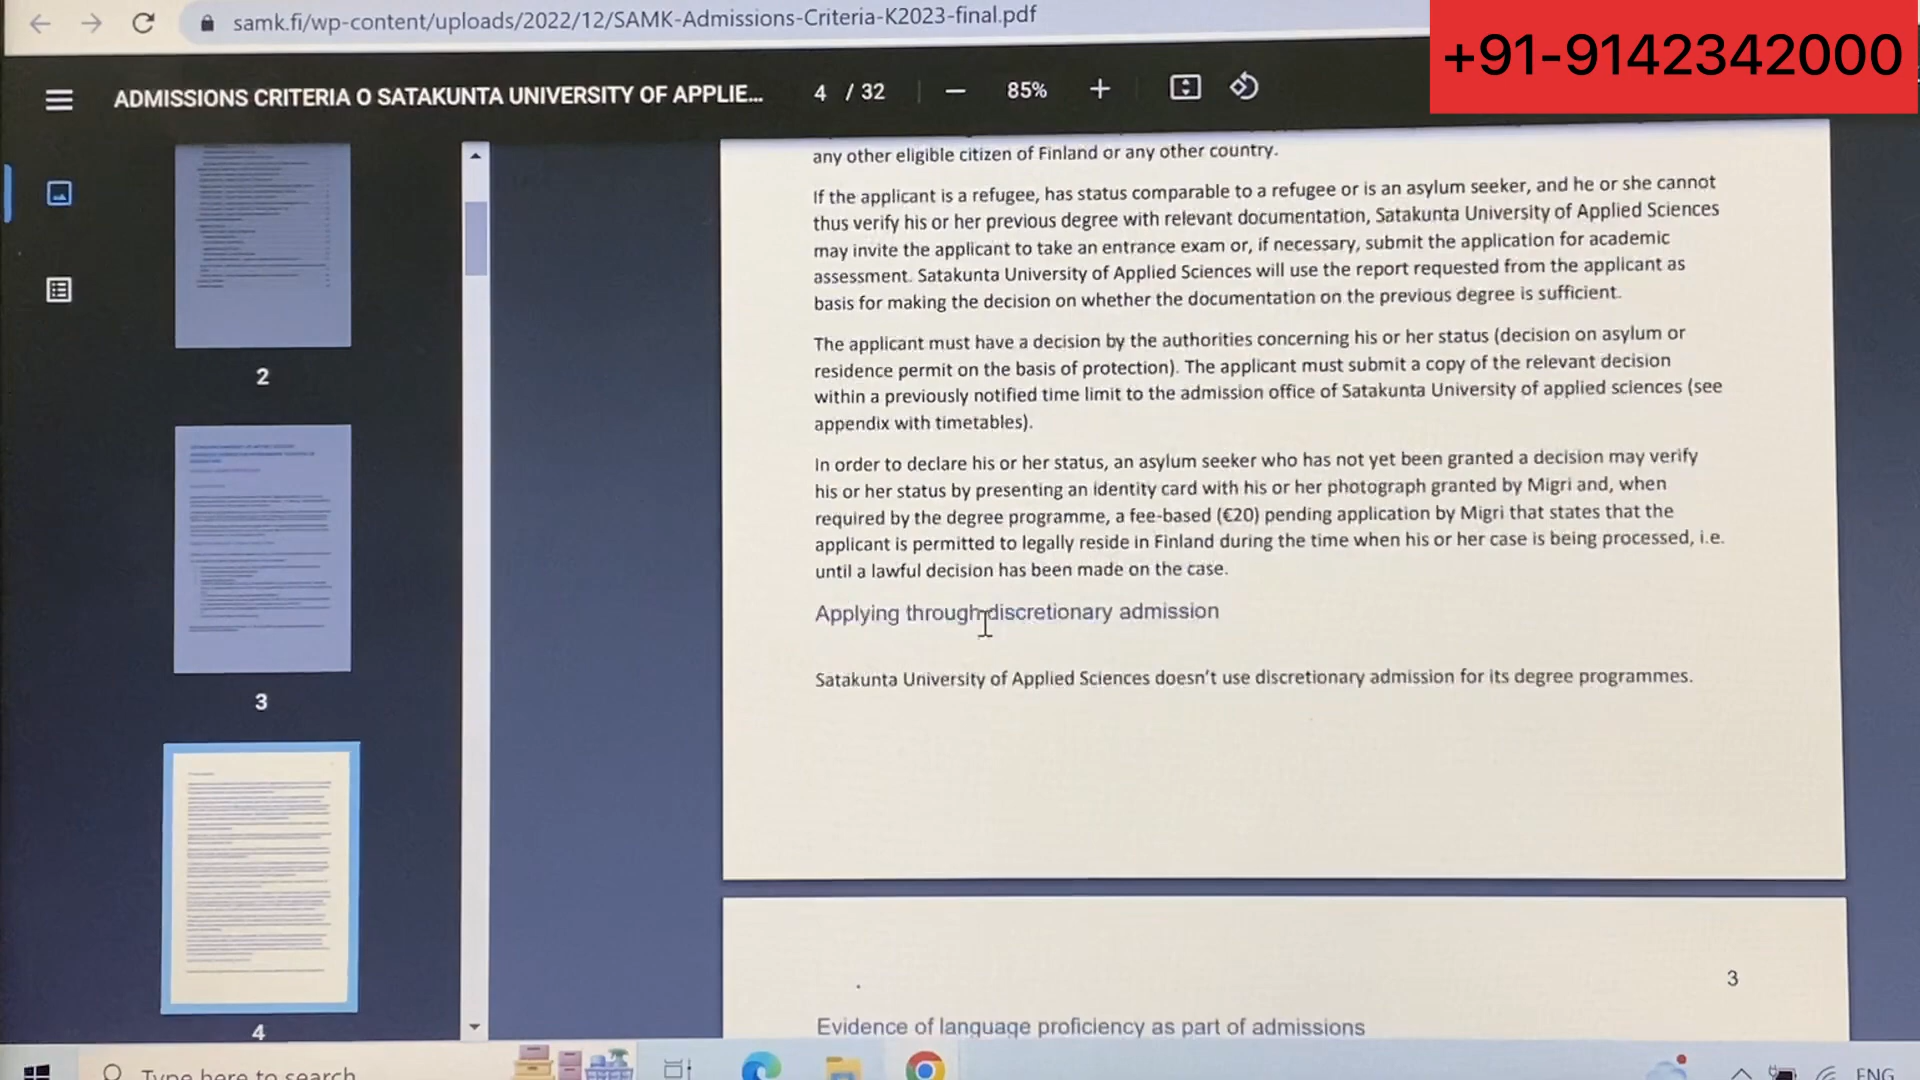 samk.fi/wp-content/uploads/2022/12/SAMK-Admissions-Criteria-K2023-final.pdf
+91-9142342000
ADMISSIONS CRITERIA O SATAKUNTA UNIVERSITY OF APPLIE... 4 / 32 85%
any other eligible citizen of Finland or any other country.
If the applicant is a refugee, has status comparable to a refugee or is an asylum seeker, and he or she cannot
thus verify his or her previous degree with relevant documentation, Satakunta University of Applied Sciences
may invite the applicant to take an entrance exam or, if necessary, submit the application for academic
assessment. Satakunta University of Applied Sciences will use the report requested from the applicant as
basis for making the decision on whether the documentation on the previous degree is sufficient.
The applicant must have a decision by the authorities concerning his or her status (decision on asylum or
residence permit on the basis of protection). The applicant must submit a copy of the relevant decision
within a previously notified time limit to the admission office of Satakunta University of applied sciences (see
appendix with timetables).
In order to declare his or her status, an asylum seeker who has not yet been granted a decision may verify
his or her status by presenting an identity card with his or her photograph granted by Migri and, when
required by the degree programme, a fee-based (€20) pending application by Migri that states that the
applicant is permitted to legally reside in Finland during the time when his or her case is being processed, i.e.
until a lawful decision has been made on the case.
Applying through discretionary admission
Satakunta University of Applied Sciences doesn't use discretionary admission for its degree programmes.
3
Evidence of language proficiency as part of admissions
2
3
4
Type here to search
ENG